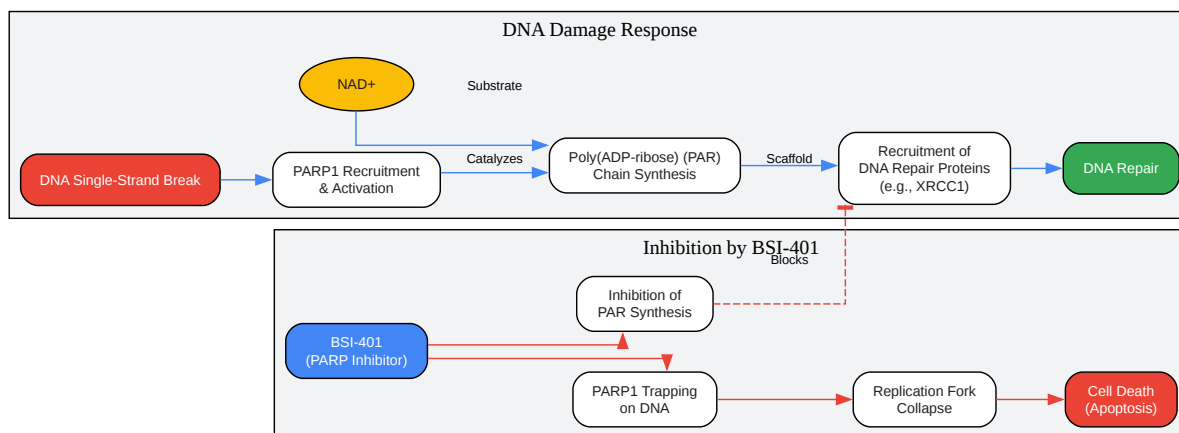 DNA Damage Response
NAD+
Substrate
DNA Single-Strand Break
PARP1 Recruitment
& Activation
Catalyzes
Poly(ADP-ribose) (PAR)
Chain Synthesis
Scaffold
Recruitment of
DNA Repair Proteins
(e.g., XRCC1)
DNA Repair
Inhibition by BSI-401
Blocks
Inhibition of
PAR Synthesis
BSI-401
(PARP Inhibitor)
PARP1 Trapping
on DNA
Replication Fork
Collapse
Cell Death
(Apoptosis)